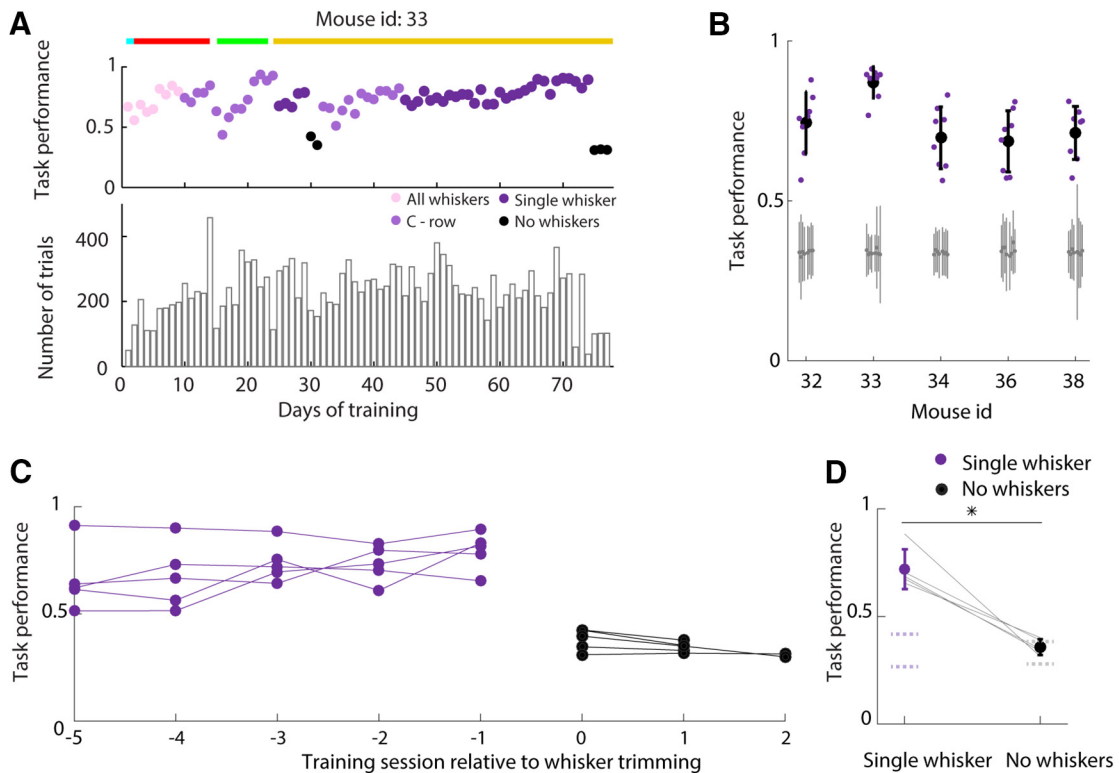 A
Mouse id: 33
Task performance
1
0.5
0
All whiskers
Single whisker
C - row
No whiskers
Number of trials
400
200
0
0 10 20 30 40 50 60 70
Days of training
B
Task performance
1
0.5
0
32 33 34 36 38
Mouse id
C
Task performance
1
0.5
0
-5 -4 -3 -2 -1 0 1 2
Training session relative to whisker trimming
D
Single whisker
No whiskers
*
Task performance
1
0.5
0
Single whisker No whiskers